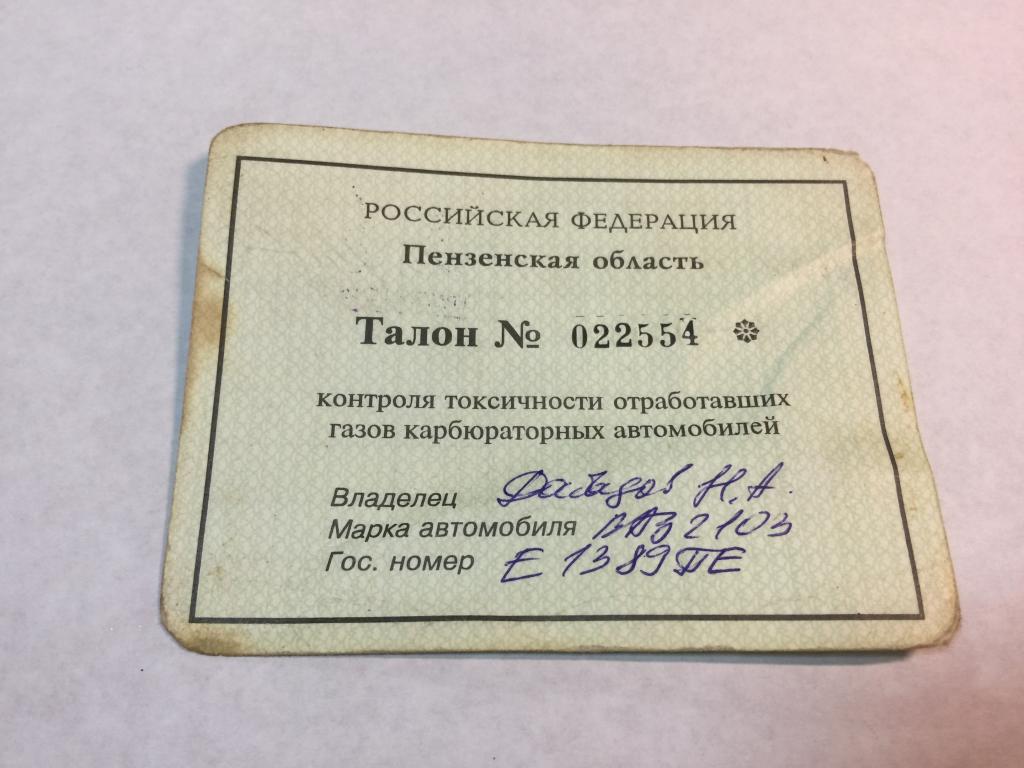 РОССИЙСКАЯ ФЕДЕРАЦИЯ
Пензенская область
Талон № 022554
контроля токсичности отработавших
газов карбюраторных автомобилей
Владелец Н.А.
Марка автомобиля ВАЗ 2103
Гос. номер Е 1389 ПЕ